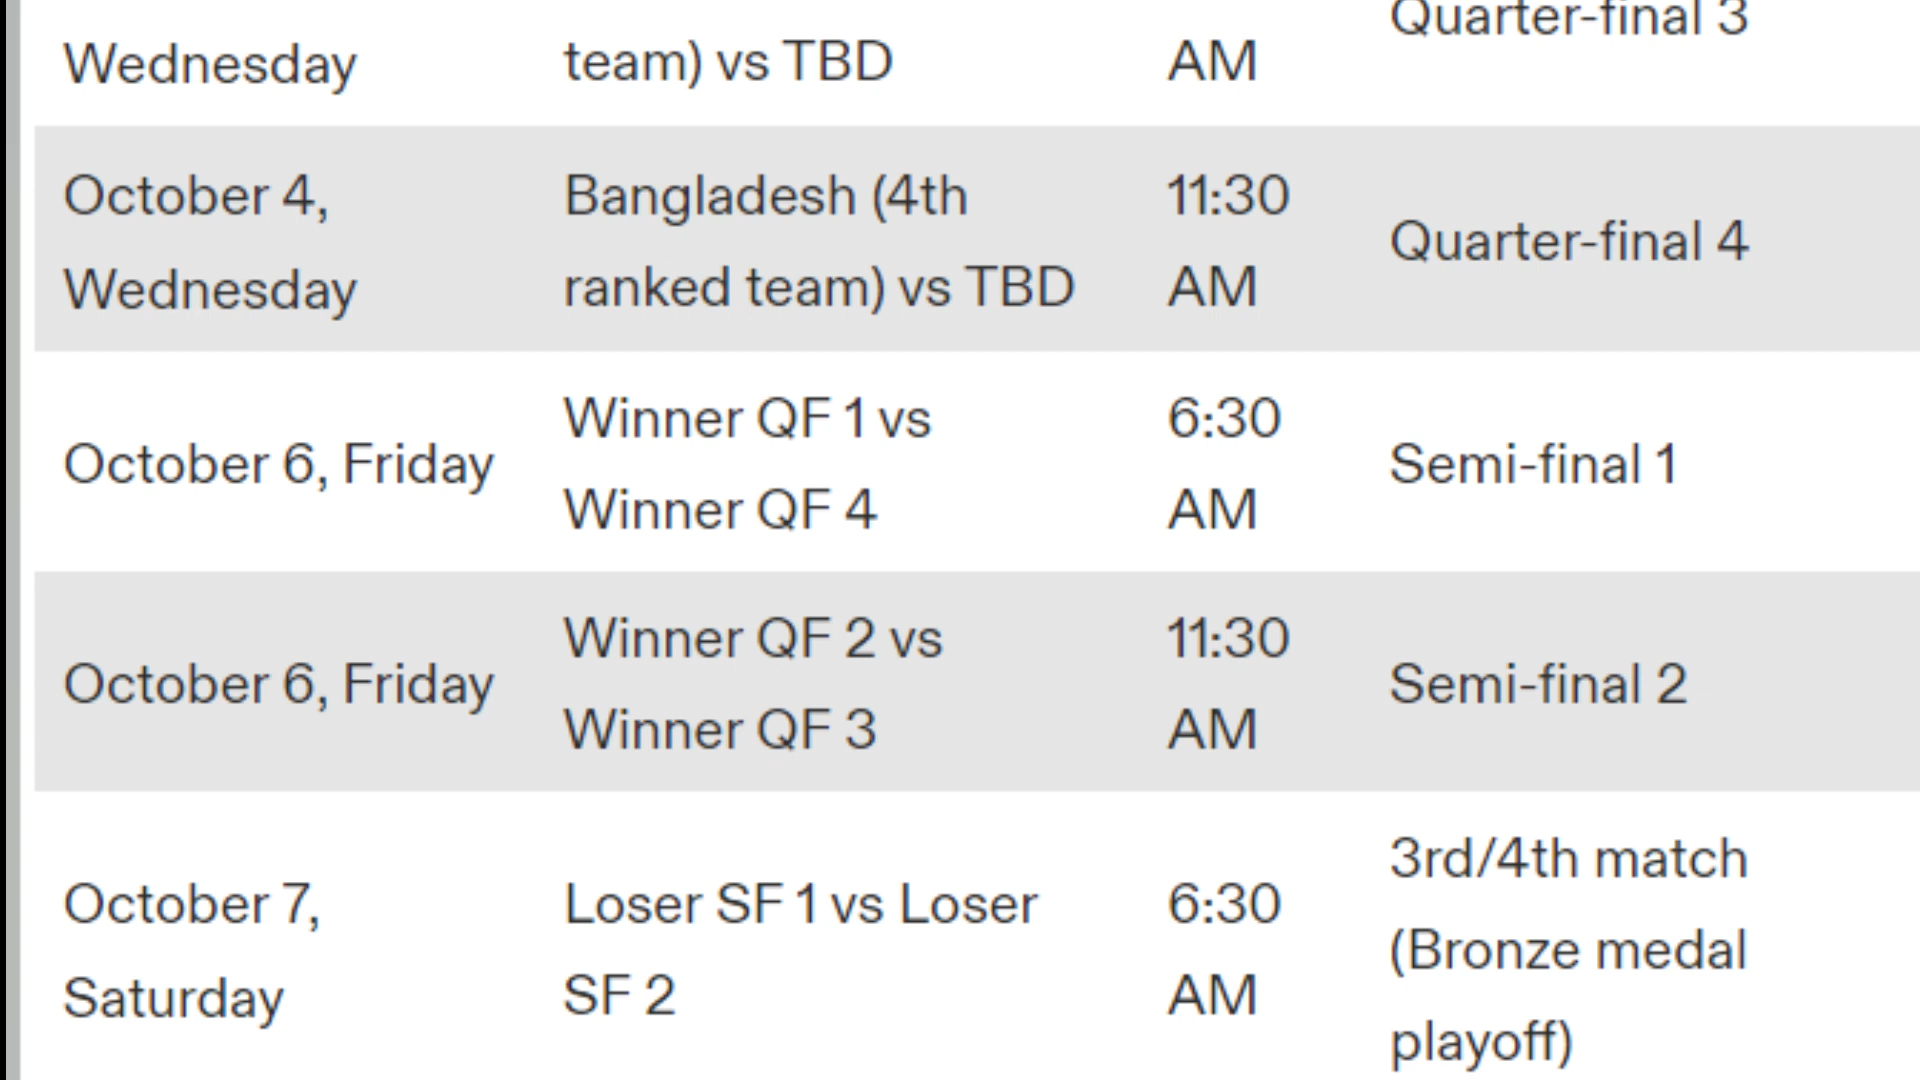 Quarter-final 3
Wednesday
team) vs TBD
AM
October 4,
Wednesday
Bangladesh (4th
ranked team) vs TBD
11:30
AM
Quarter-final 4
October 6, Friday
Winner QF 1 vs
Winner QF 4
6:30
AM
Semi-final 1
October 6, Friday
Winner QF 2 vs
Winner QF 3
11:30
AM
Semi-final 2
October 7,
Saturday
Loser SF 1 vs Loser
SF 2
6:30
AM
3rd/4th match
(Bronze medal
playoff)